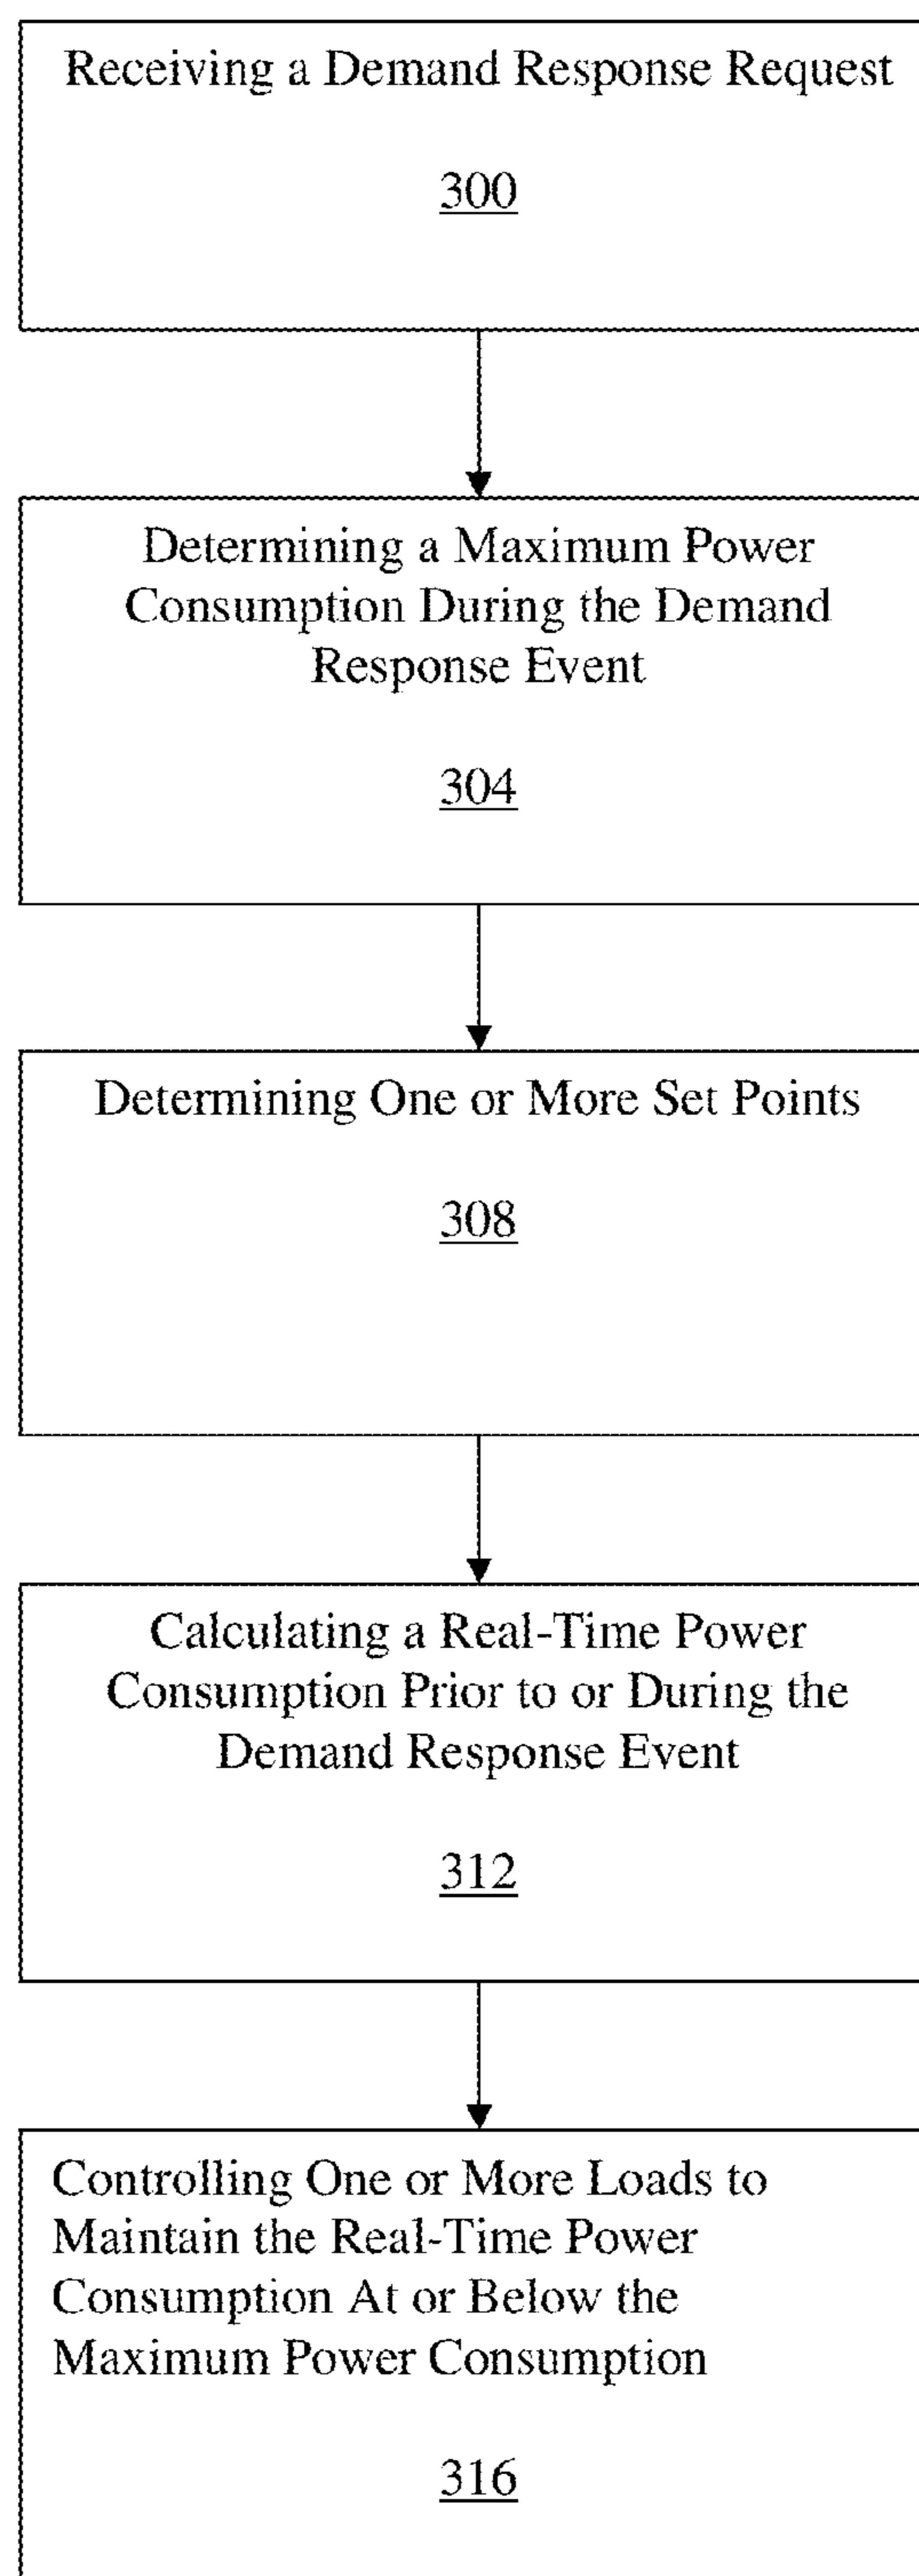 Receiving a Demand Response Request
300
Determining a Maximum Power
Consumption During the Demand
Response Event
304
Determining One or More Set Points
308
Calculating a Real-Time Power
Consumption Prior to or During the
Demand Response Event
312
Controlling One or More Loads to
Maintain the Real-Time Power
Consumption At or Below the
Maximum Power Consumption
316